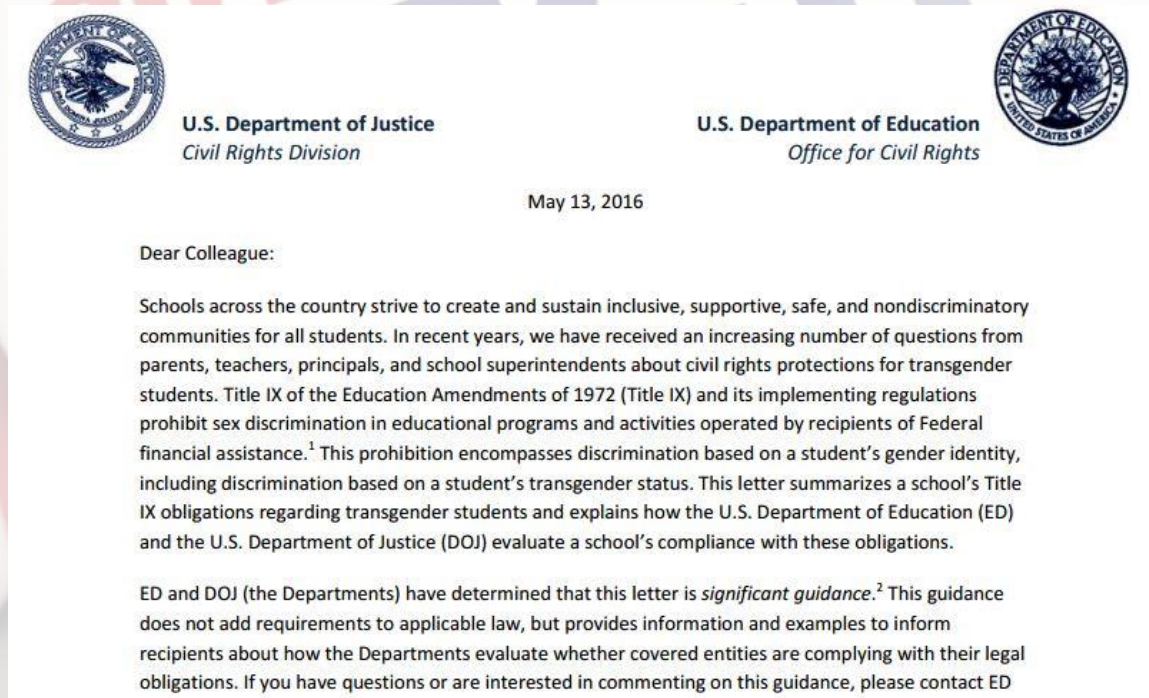 DEPARTMENT OF JUSTICE
DEPARTMENT OF EDUCATION
UNITED STATES OF AMERICA
U.S. Department of Justice
Civil Rights Division
U.S. Department of Education
Office for Civil Rights
May 13, 2016
Dear Colleague:
Schools across the country strive to create and sustain inclusive, supportive, safe, and nondiscriminatory
communities for all students. In recent years, we have received an increasing number of questions from
parents, teachers, principals, and school superintendents about civil rights protections for transgender
students. Title IX of the Education Amendments of 1972 (Title IX) and its implementing regulations
prohibit sex discrimination in educational programs and activities operated by recipients of Federal
financial assistance.¹ This prohibition encompasses discrimination based on a student’s gender identity,
including discrimination based on a student’s transgender status. This letter summarizes a school’s Title
IX obligations regarding transgender students and explains how the U.S. Department of Education (ED)
and the U.S. Department of Justice (DOJ) evaluate a school’s compliance with these obligations.
ED and DOJ (the Departments) have determined that this letter is significant guidance.² This guidance
does not add requirements to applicable law, but provides information and examples to inform
recipients about how the Departments evaluate whether covered entities are complying with their legal
obligations. If you have questions or are interested in commenting on this guidance, please contact ED